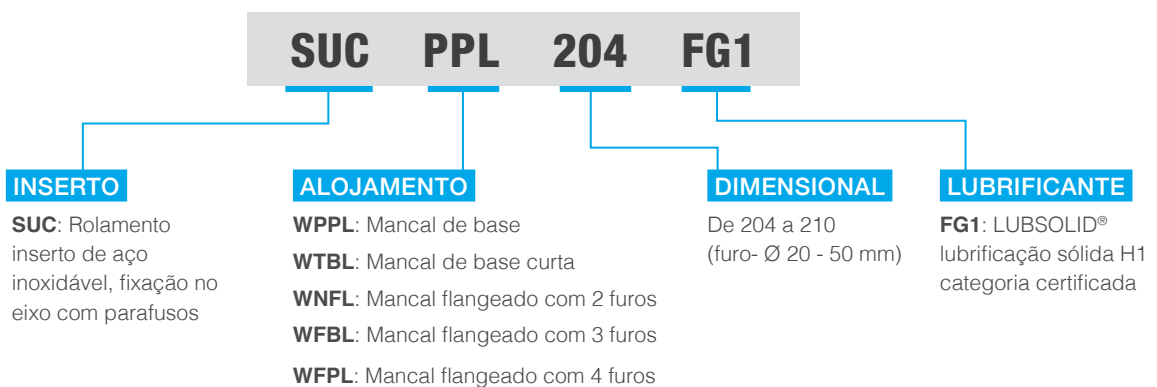 SUC PPL 204 FG1
INSERTO
SUC: Rolamento
inserto de aço
inoxidável, fixação no
eixo com parafusos
ALOJAMENTO
WPPL: Mancal de base
WTBL: Mancal de base curta
WNFL: Mancal flangeado com 2 furos
WFBL: Mancal flangeado com 3 furos
WFPL: Mancal flangeado com 4 furos
DIMENSIONAL
De 204 a 210
(furo- Ø 20 - 50 mm)
LUBRIFICANTE
FG1: LUBSOLID®
lubrificação sólida H1
categoria certificada